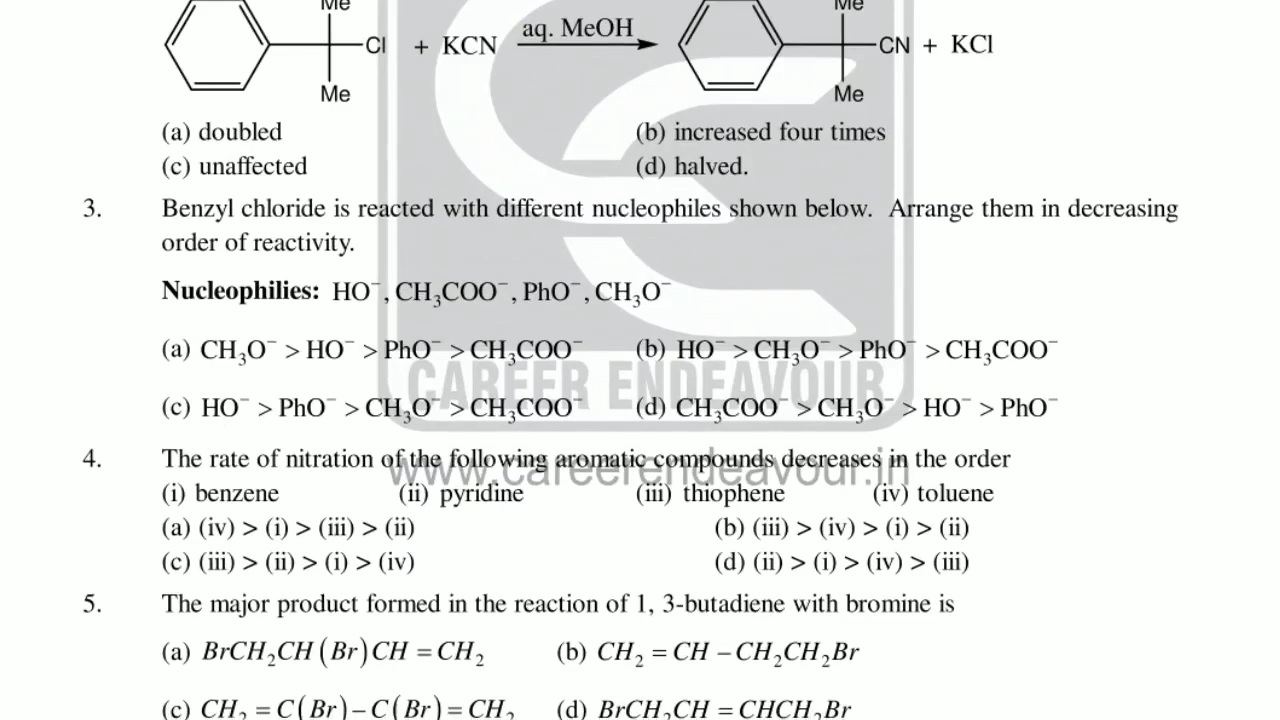 Me Me
Cl + KCN aq. MeOH CN + KCl
Me Me
(a) doubled (b) increased four times
(c) unaffected (d) halved.
3. Benzyl chloride is reacted with different nucleophiles shown below. Arrange them in decreasing
order of reactivity.
Nucleophilies: HO⁻, CH₃COO⁻, PhO⁻, CH₃O⁻
(a) CH₃O⁻ > HO⁻ > PhO⁻ > CH₃COO⁻ (b) HO⁻ > CH₃O⁻ > PhO⁻ > CH₃COO⁻
(c) HO⁻ > PhO⁻ > CH₃O⁻ > CH₃COO⁻ (d) CH₃COO⁻ > CH₃O⁻ > HO⁻ > PhO⁻
CAREER ENDEAVOUR
4. The rate of nitration of the following aromatic compounds decreases in the order
www.careerendeavour.in
(i) benzene (ii) pyridine (iii) thiophene (iv) toluene
(a) (iv) > (i) > (iii) > (ii) (b) (iii) > (iv) > (i) > (ii)
(c) (iii) > (ii) > (i) > (iv) (d) (ii) > (i) > (iv) > (iii)
5. The major product formed in the reaction of 1, 3-butadiene with bromine is
(a) BrCH₂CH(Br)CH = CH₂ (b) CH₂ = CH – CH₂CH₂Br
(c) CH₂ = C(Br) – C(Br) = CH₂ (d) BrCH₂CH = CHCH₂Br